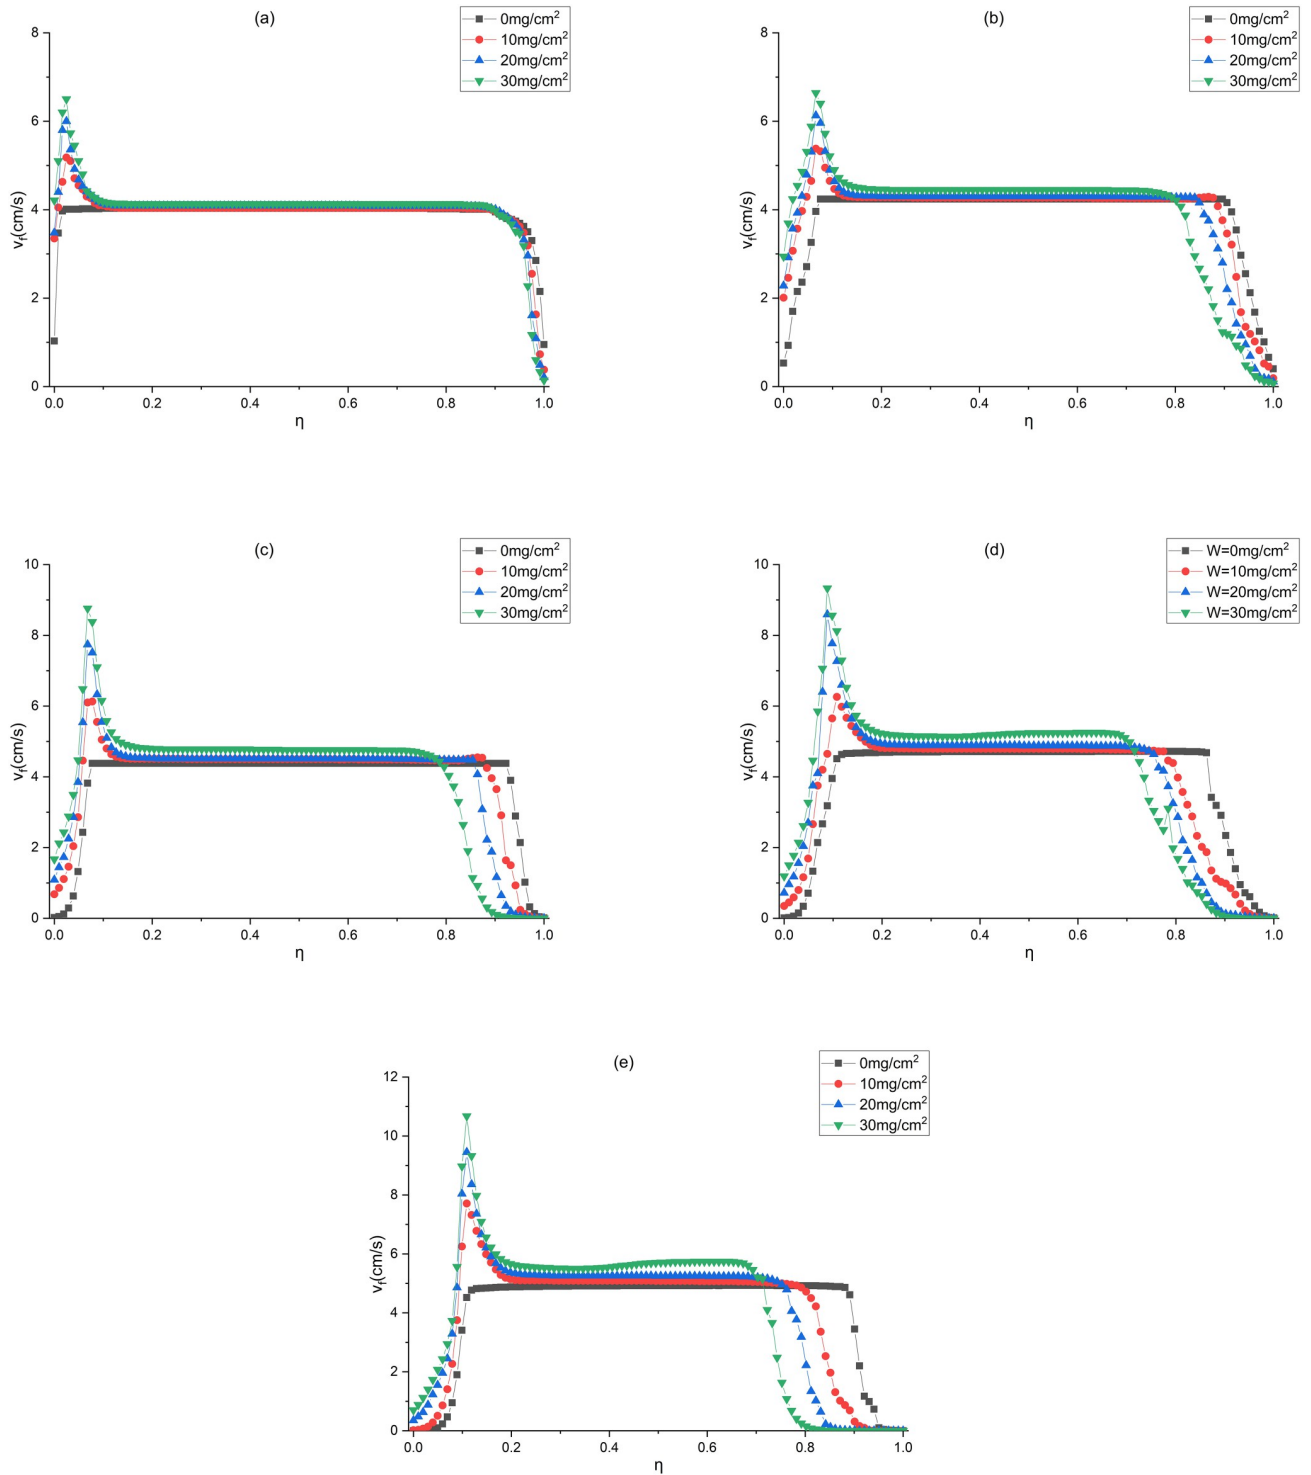 (a)
0mg/cm²
10mg/cm²
20mg/cm²
30mg/cm²
8
6
4
2
0
v_f(cm/s)
0.0 0.2 0.4 0.6 0.8 1.0
η
(b)
0mg/cm²
10mg/cm²
20mg/cm²
30mg/cm²
8
6
4
2
0
v_f(cm/s)
0.0 0.2 0.4 0.6 0.8 1.0
η
(c)
0mg/cm²
10mg/cm²
20mg/cm²
30mg/cm²
10
8
6
4
2
0
v_f(cm/s)
0.0 0.2 0.4 0.6 0.8 1.0
η
(d)
W=0mg/cm²
W=10mg/cm²
W=20mg/cm²
W=30mg/cm²
10
8
6
4
2
0
v_f(cm/s)
0.0 0.2 0.4 0.6 0.8 1.0
η
(e)
0mg/cm²
10mg/cm²
20mg/cm²
30mg/cm²
12
10
8
6
4
2
0
v_f(cm/s)
0.0 0.2 0.4 0.6 0.8 1.0
η